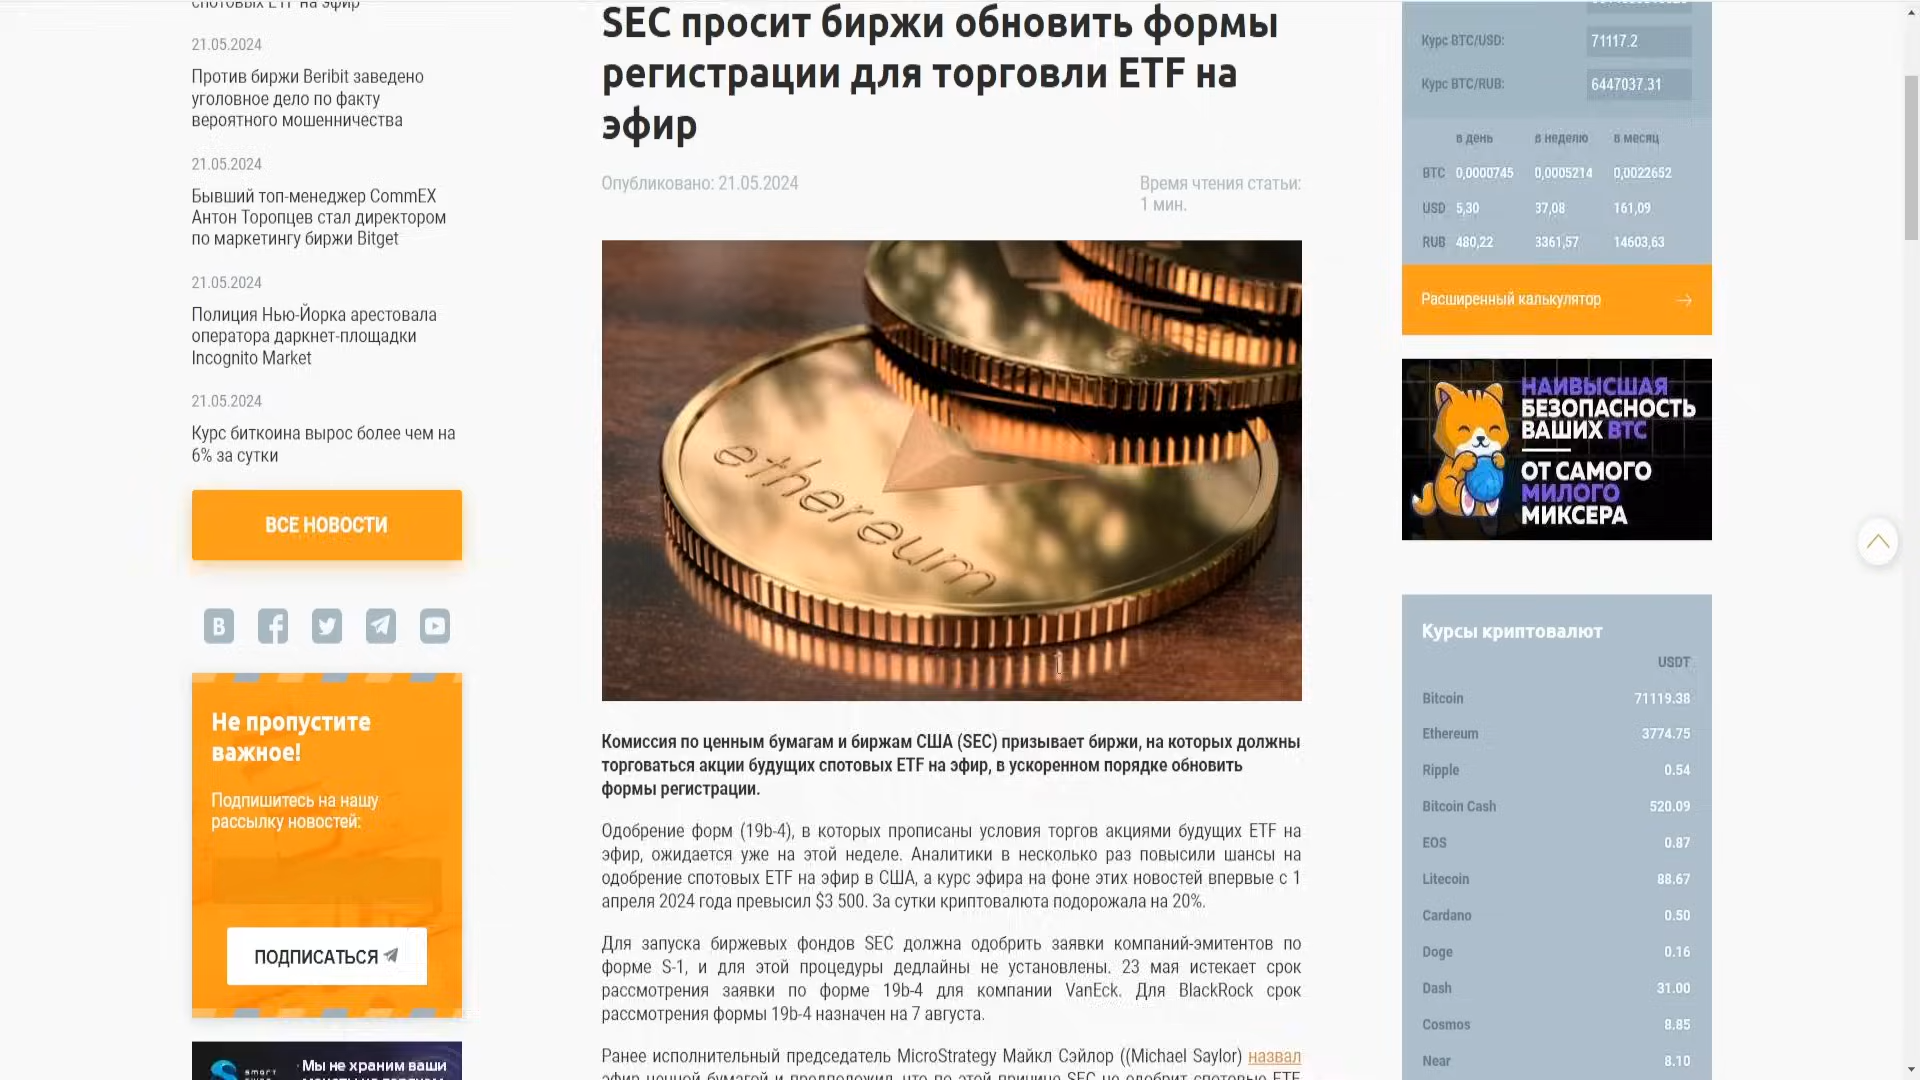 21.05.2024
Против биржи Beribit заведено
уголовное дело по факту
вероятного мошенничества
21.05.2024
Бывший топ-менеджер CommEX
Антон Торопцев стал директором
по маркетингу биржи Bitget
21.05.2024
Полиция Нью-Йорка арестовала
оператора даркнет-площадки
Incognito Market
21.05.2024
Курс биткоина вырос более чем на
6% за сутки
ВСЕ НОВОСТИ
Не пропустите
важное!
Подпишитесь на нашу
рассылку новостей:
ПОДПИСАТЬСЯ
smart
Мы не храним ваши
SEC просит биржи обновить формы
регистрации для торговли ETF на
эфир
Опубликовано: 21.05.2024
Время чтения статьи:
1 мин.
ethereum
Комиссия по ценным бумагам и биржам США (SEC) призывает биржи, на которых должны
торговаться акции будущих спотовых ETF на эфир, в ускоренном порядке обновить
формы регистрации.
Одобрение форм (19b-4), в которых прописаны условия торгов акциями будущих ETF на
эфир, ожидается уже на этой неделе. Аналитики в несколько раз повысили шансы на
одобрение спотовых ETF на эфир в США, а курс эфира на фоне этих новостей впервые с 1
апреля 2024 года превысил $3 500. За сутки криптовалюта подорожала на 20%.
Для запуска биржевых фондов SEC должна одобрить заявки компаний-эмитентов по
форме S-1, и для этой процедуры дедлайны не установлены. 23 мая истекает срок
рассмотрения заявки по форме 19b-4 для компании VanEck. Для BlackRock срок
рассмотрения формы 19b-4 назначен на 7 августа.
Ранее исполнительный председатель MicroStrategy Майкл Сэйлор ((Michael Saylor) назвал
эфир ценной бумагой и предположил, что по этой причине SEC не одобрит спотовые ETF
Курс BTC/USD: 71117.2
Курс BTC/RUB: 6447037.31
в день в неделю в месяц
BTC 0,0000745 0,0005214 0,0022652
USD 5,30 37,08 161,09
RUB 480,22 3361,57 14603,63
Расширенный калькулятор →
НАИВЫСШАЯ
БЕЗОПАСНОСТЬ
ВАШИХ BTC
ОТ САМОГО
МИЛОГО
МИКСЕРА
Курсы криптовалют
USDT
Bitcoin 71119.38
Ethereum 3774.75
Ripple 0.54
Bitcoin Cash 520.09
EOS 0.87
Litecoin 88.67
Cardano 0.50
Doge 0.16
Dash 31.00
Cosmos 8.85
Near 8.10